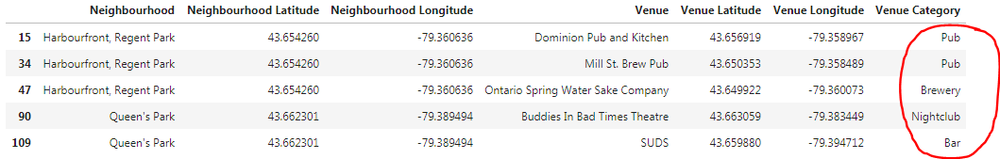 Neighbourhood Neighbourhood Latitude Neighbourhood Longitude Venue Venue Latitude Venue Longitude Venue Category
15 Harbourfront, Regent Park 43.654260 -79.360636 Dominion Pub and Kitchen 43.656919 -79.358967 Pub
34 Harbourfront, Regent Park 43.654260 -79.360636 Mill St. Brew Pub 43.650353 -79.358489 Pub
47 Harbourfront, Regent Park 43.654260 -79.360636 Ontario Spring Water Sake Company 43.649922 -79.360073 Brewery
90 Queen's Park 43.662301 -79.389494 Buddies In Bad Times Theatre 43.663059 -79.383449 Nightclub
109 Queen's Park 43.662301 -79.389494 SUDS 43.659880 -79.394712 Bar